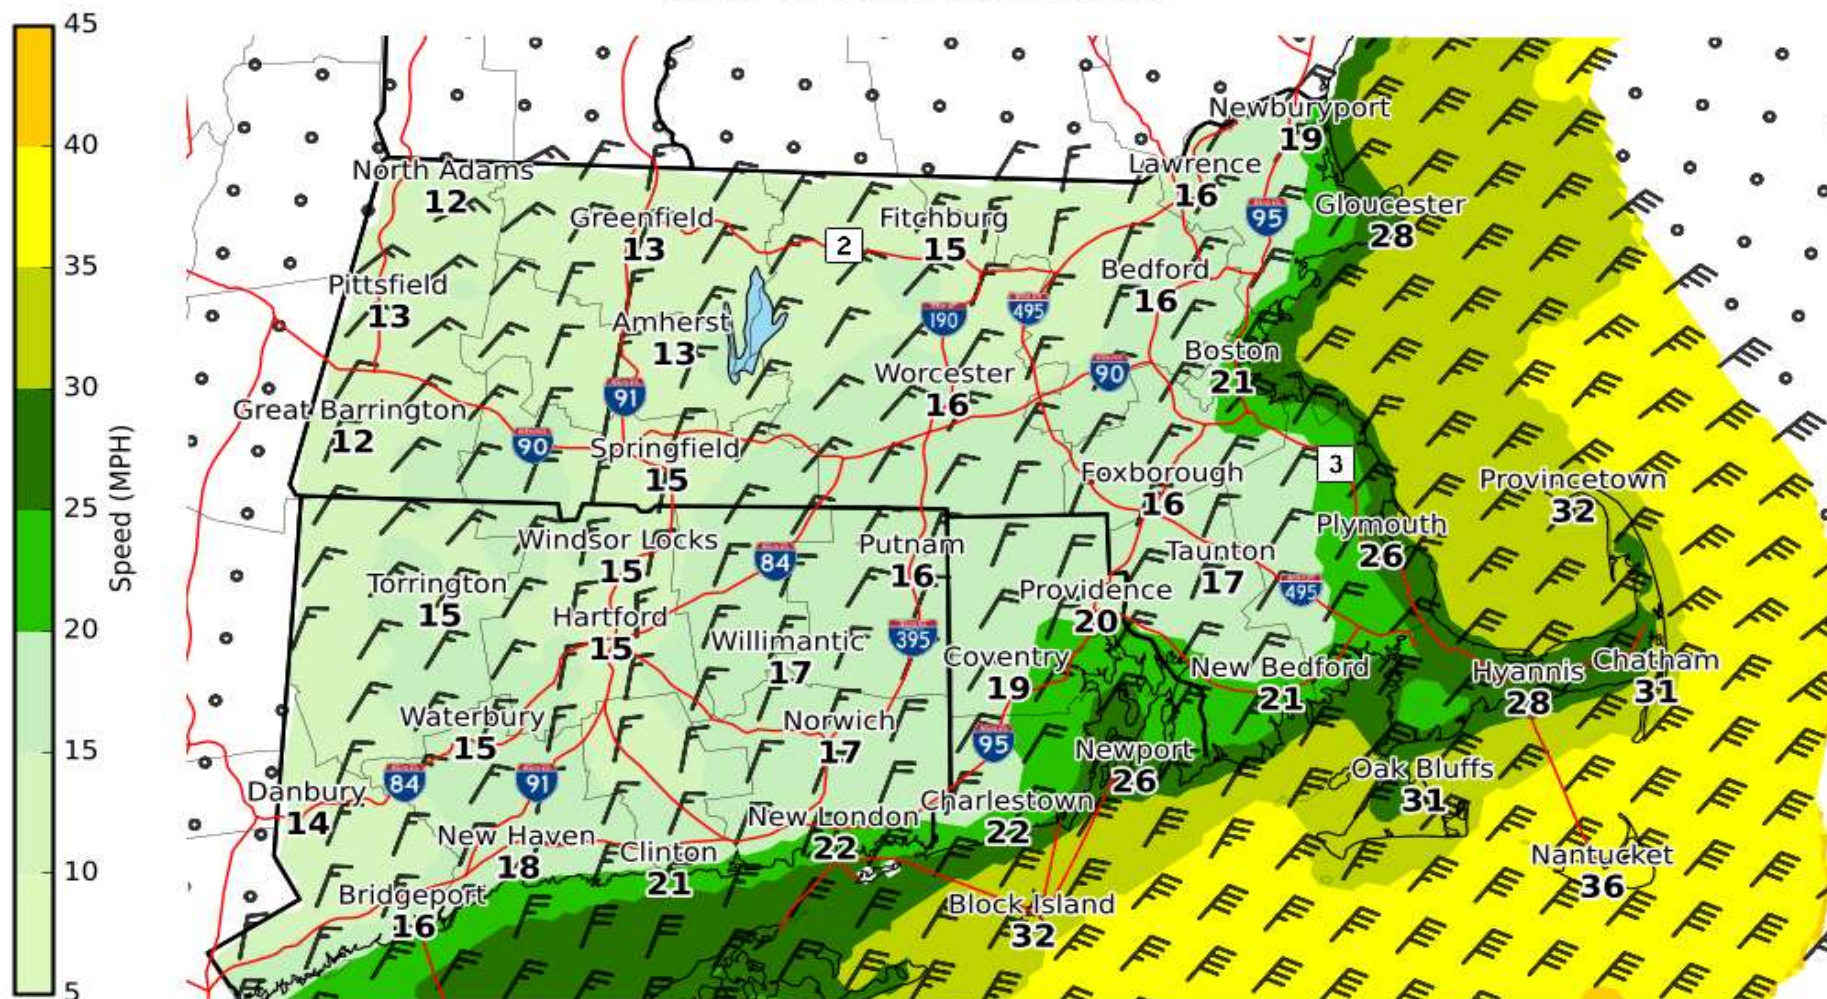 45
40
35
30
25
20
15
10
5
Speed (MPH)
Newburyport
19
North Adams
12
Lawrence
16
95
Gloucester
28
Greenfield
13
2
Fitchburg
15
Bedford
16
Pittsfield
13
190
495
Amherst
13
Boston
21
Worcester
16
90
91
Great Barrington
12
90
Springfield
15
3
Foxborough
16
Provincetown
32
Plymouth
26
Windsor Locks
15
84
Putnam
16
Taunton
17
Torrington
15
Providence
20
495
Hartford
15
395
Willimantic
17
Coventry
19
New Bedford
21
Hyannis
28
Chatham
31
Waterbury
15
Norwich
17
95
Newport
26
84
91
Oak Bluffs
31
Danbury
14
Charlestown
22
New London
22
New Haven
18
Clinton
21
Nantucket
36
Bridgeport
16
Block Island
32